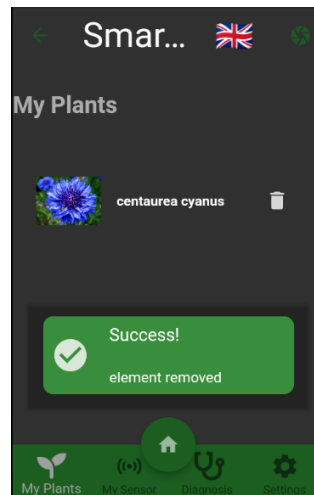 Smar...
My Plants
centaurea cyanus
Success!
element removed
My Plants My Sensor Diagnosis Settings